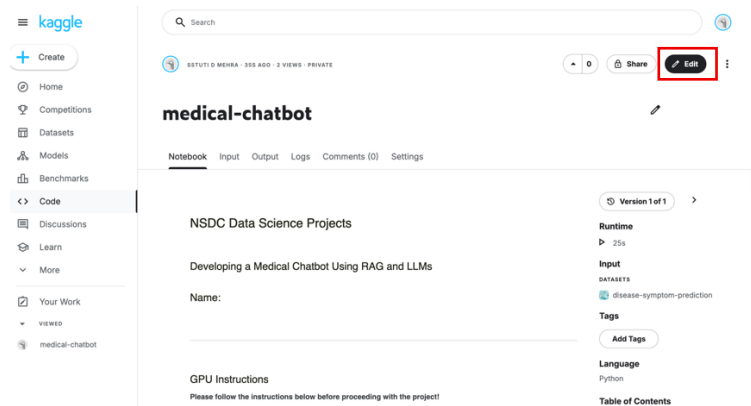 kaggle
Search
Create
SSTUTI D MEHRA · 35S AGO · 2 VIEWS · PRIVATE
0
Share
Edit
Home
Competitions
Datasets
Models
Benchmarks
Code
Discussions
Learn
More
Your Work
VIEWED
medical-chatbot
medical-chatbot
Notebook Input Output Logs Comments (0) Settings
NSDC Data Science Projects
Developing a Medical Chatbot Using RAG and LLMs
Name:
GPU Instructions
Please follow the instructions below before proceeding with the project!
Version 1 of 1
Runtime
25s
Input
DATASETS
disease-symptom-prediction
Tags
Add Tags
Language
Python
Table of Contents